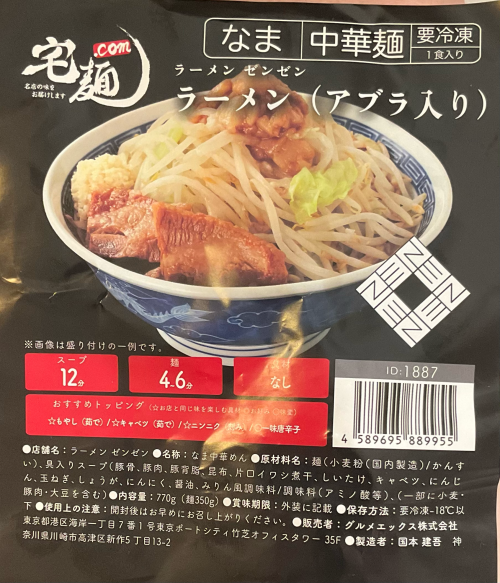 宅麺.com
名店の味を
お届けします
なま 中華麺 要冷凍
1食入り
ラーメン ゼンゼン
ラーメン（アブラ入り）
ZEN
ZEN
※画像は盛り付けの一例です。
スープ 麺
12分 4.6分 なし
ID:1887
おすすめトッピング (☆お店と同じ味を楽しむ
☆もやし（茹で）/☆キャベツ（茹で）/☆ニンニク 一味唐辛子
4 589695 889955
●店舗名：ラーメン ゼンゼン ●名称：なま中華めん ●原材料名：麺(小麦粉(国内製造)/かんす
い)、具入りスープ(豚骨、豚肉、豚背脂、昆布、片口イワシ煮干、しいたけ、キャベツ、にんじ
ん、玉ねぎ、しょうが、にんにく、醤油、みりん風調味料/調味料(アミノ酸等)、(一部に小麦・
豚肉・大豆を含む) ●内容量：770g（麺350g）●賞味期限：外装に記載 ●保存方法：要冷凍-18℃以
下 ●使用上の注意：開封後はお早めにお召し上がりください。●販売者：グルメエックス株式会社
東京都港区海岸一丁目7番1号東京ポートシティ竹芝オフィスタワー 35F ●製造者：国本 建吾 神
奈川県川崎市高津区新作5丁目13-2